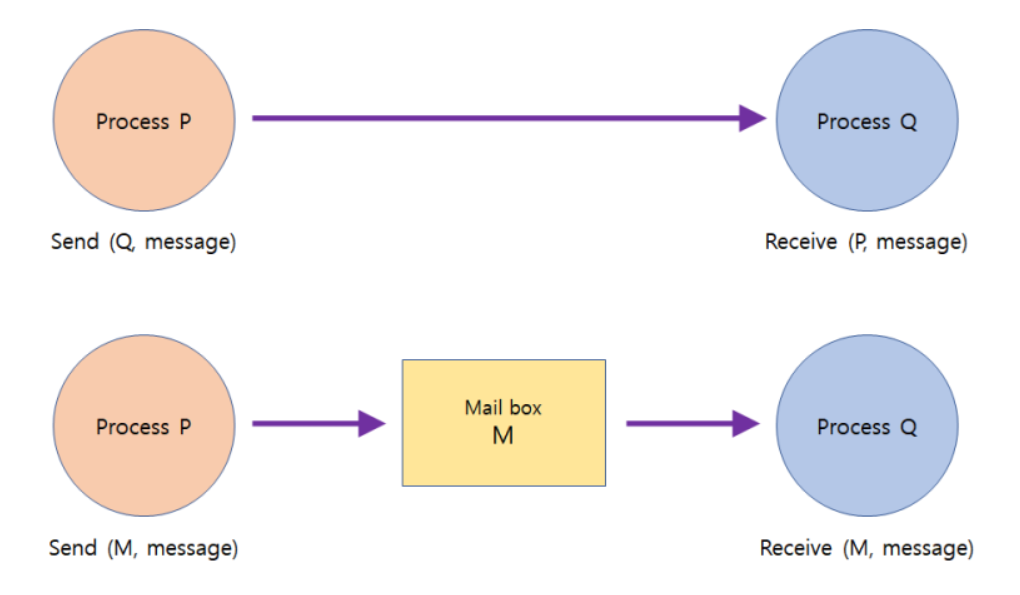 Process P
Process Q
Send (Q, message)
Receive (P, message)
Process P
Mail box
M
Process Q
Send (M, message)
Receive (M, message)